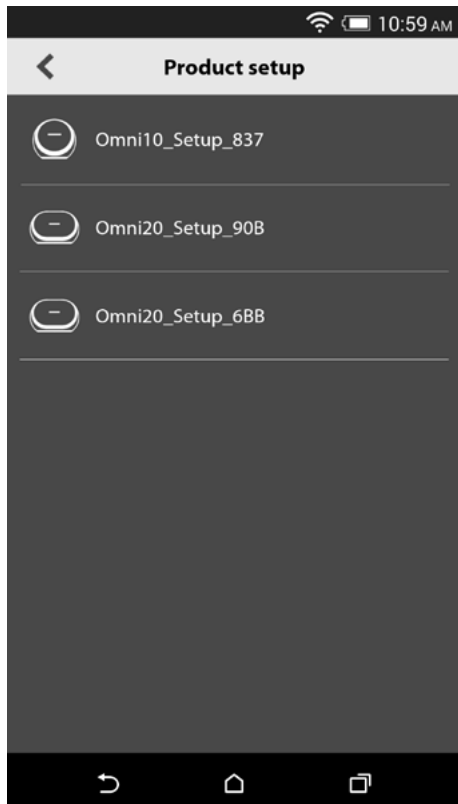 10:59 AM
Product setup
Omni10_Setup_837
Omni20_Setup_90B
Omni20_Setup_6BB